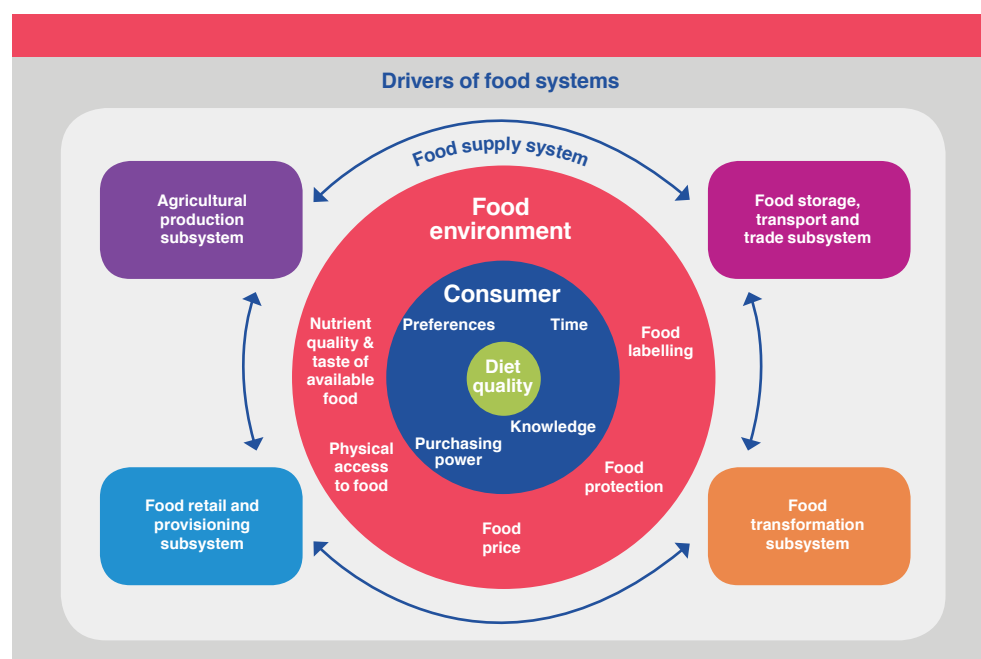 Drivers of food systems
Food supply system
Agricultural
production
subsystem
Food storage,
transport and
trade subsystem
Food
environment
Consumer
Preferences
Time
Nutrient
quality &
taste of
available
food
Food
labelling
Diet
quality
Knowledge
Purchasing
power
Physical
access
to food
Food
protection
Food
price
Food retail and
provisioning
subsystem
Food
transformation
subsystem